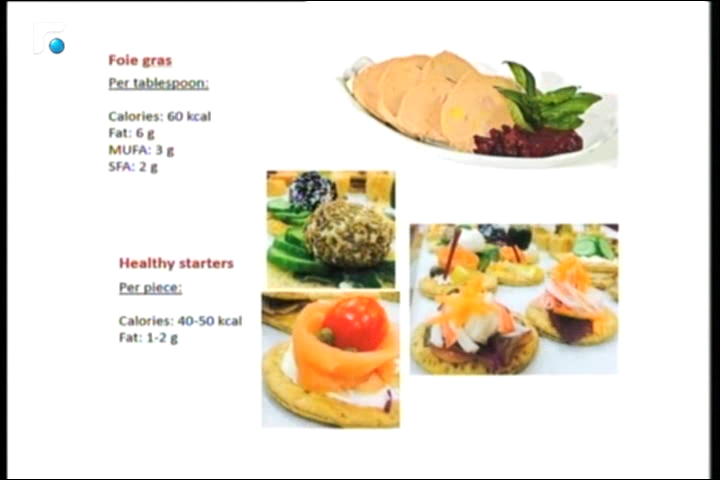 Foie gras
Per tablespoon:
Calories: 60 kcal
Fat: 6 g
MUFA: 3 g
SFA: 2 g
Healthy starters
Per piece:
Calories: 40-50 kcal
Fat: 1-2 g